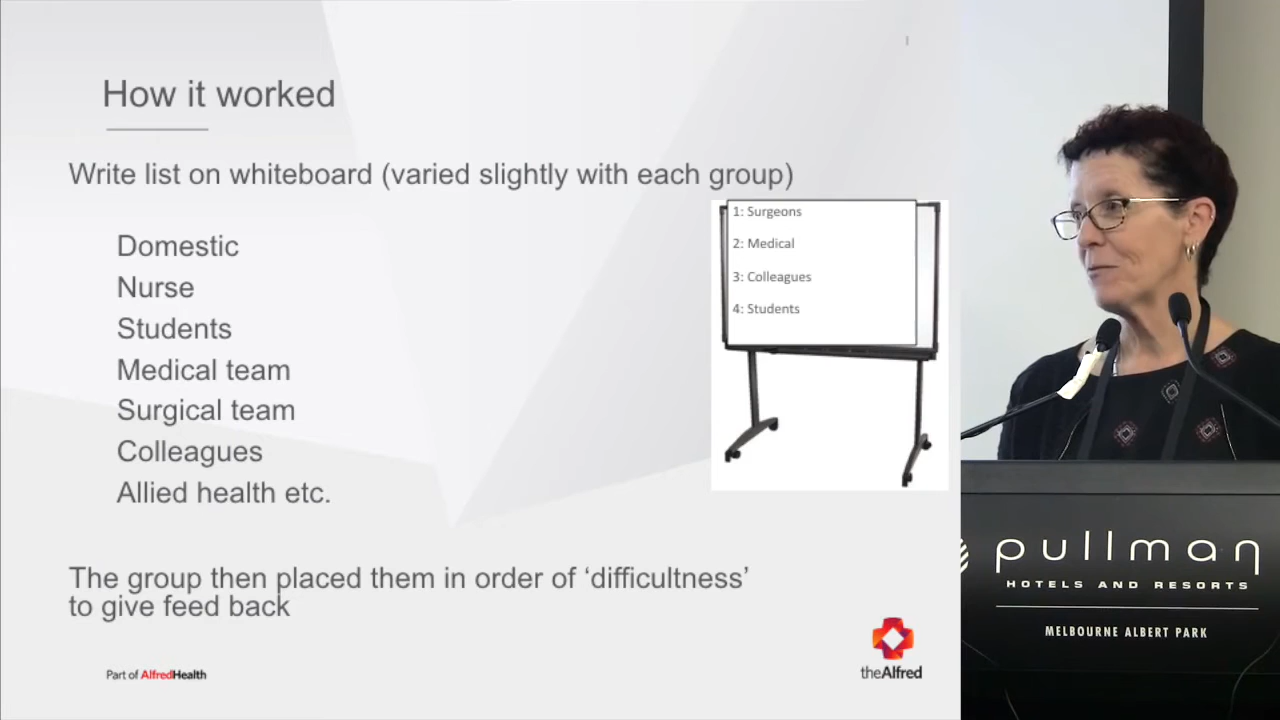 How it worked
Write list on whiteboard (varied slightly with each group)
Domestic
Nurse
Students
Medical team
Surgical team
Colleagues
Allied health etc.
1: Surgeons
2: Medical
3: Colleagues
4: Students
The group then placed them in order of ‘difficultness’
to give feed back
Part of AlfredHealth
theAlfred
pullman
HOTELS AND RESORTS
MELBOURNE ALBERT PARK